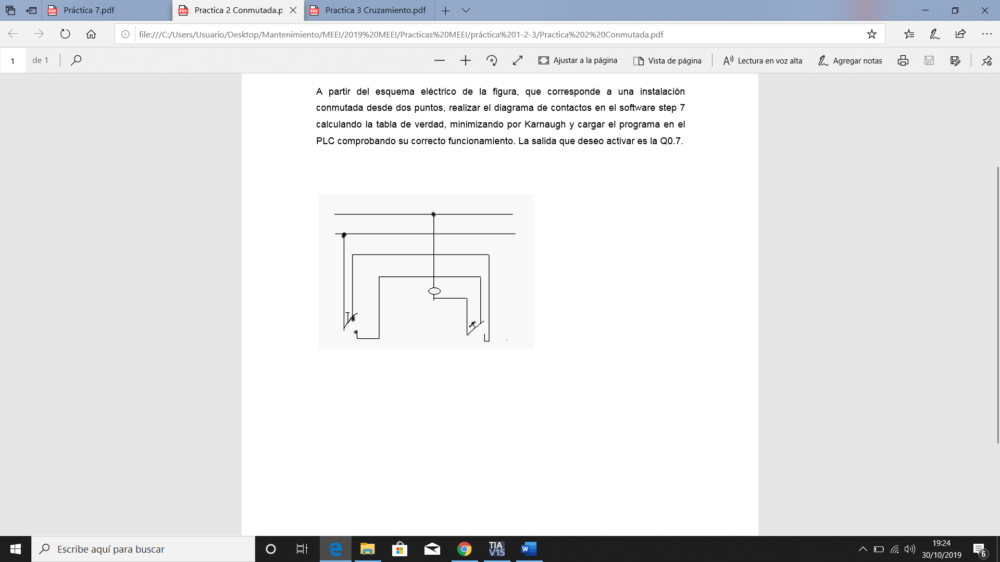 Práctica 7.pdf
Practica 2 Conmutada.p
Practica 3 Cruzamiento.pdf
file:///C:/Users/Usuario/Desktop/Mantenimiento/MEEI/2019%20MEEI/Practicas%20MEEI/práctica%201-2-3/Practica%202%20Conmutada.pdf
1 de 1
Ajustar a la página
Vista de página
Lectura en voz alta
Agregar notas
A partir del esquema eléctrico de la figura, que corresponde a una instalación
conmutada desde dos puntos, realizar el diagrama de contactos en el software step 7
calculando la tabla de verdad, minimizando por Karnaugh y cargar el programa en el
PLC comprobando su correcto funcionamiento. La salida que deseo activar es la Q0.7.
Escribe aquí para buscar
TIA
V15
19:24
30/10/2019
6